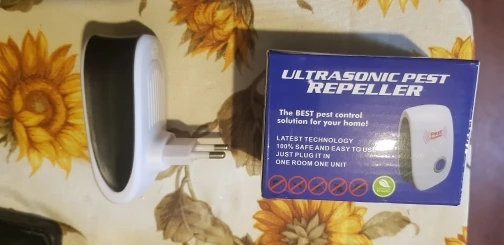 ULTRASONIC PEST
REPELLER
The BEST pest control
solution for your home!
LATEST TECHNOLOGY
100% SAFE AND EASY TO USE
JUST PLUG IT IN
ONE ROOM ONE UNIT